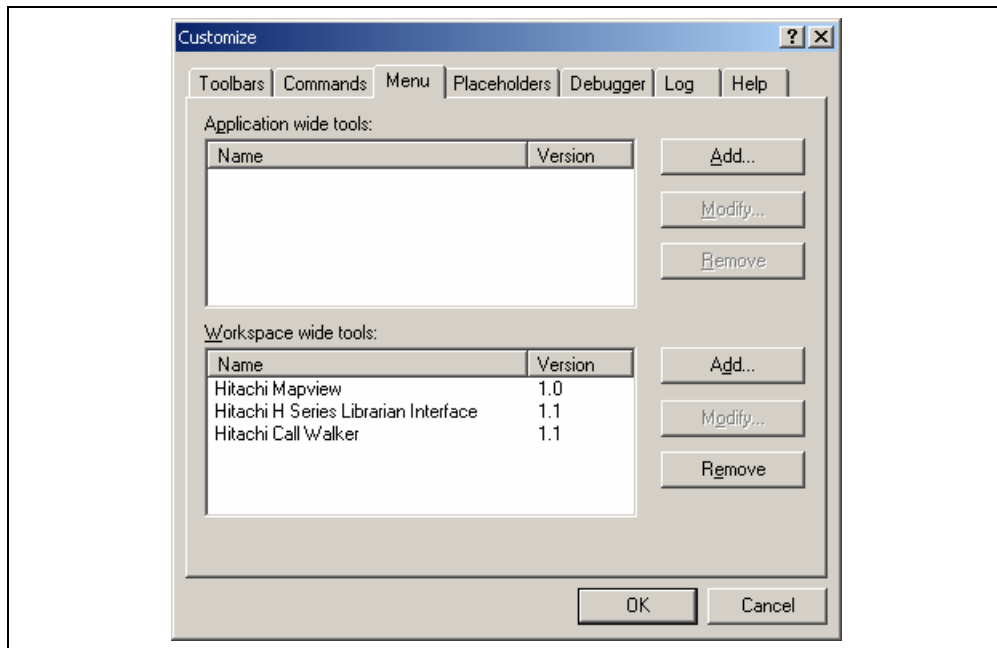 Customize
Toolbars Commands Menu Placeholders Debugger Log Help
Application wide tools:
Name Version
Add...
Modify...
Remove
Workspace wide tools:
Name Version
Hitachi Mapview 1.0
Hitachi H Series Librarian Interface 1.1
Hitachi Call Walker 1.1
Add...
Modify...
Remove
OK Cancel